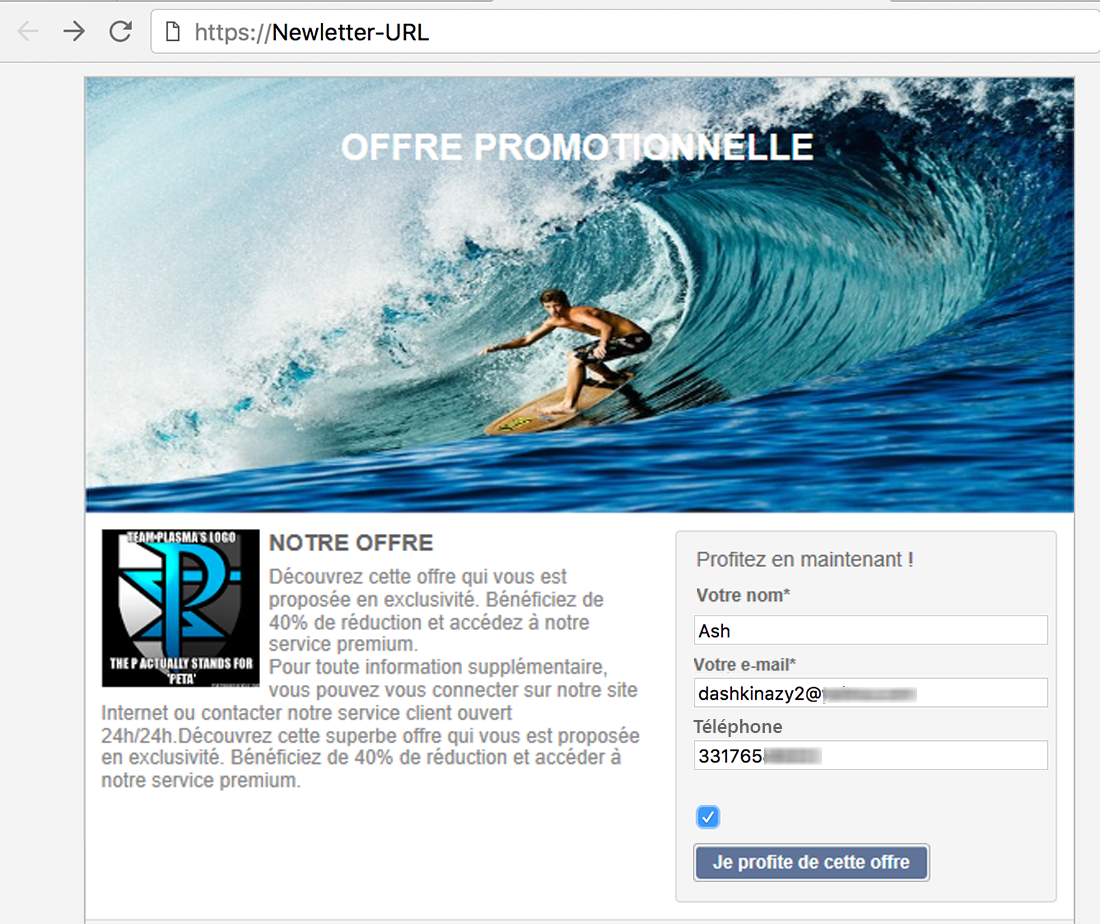 https://Newletter-URL
OFFRE PROMOTIONNELLE
TEAM PLASMA'S LOGO
THE P ACTUALLY STANDS FOR
'PETA'
NOTRE OFFRE
Découvrez cette offre qui vous est
proposée en exclusivité. Bénéficiez de
40% de réduction et accédez à notre
service premium.
Pour toute information supplémentaire,
vous pouvez vous connecter sur notre site
Internet ou contacter notre service client ouvert
24h/24h.Découvrez cette superbe offre qui vous est proposée
en exclusivité. Bénéficiez de 40% de réduction et accéder à
notre service premium.
Profitez en maintenant !
Votre nom*
Ash
Votre e-mail*
dashkinazy2@
Téléphone
331765
Je profite de cette offre